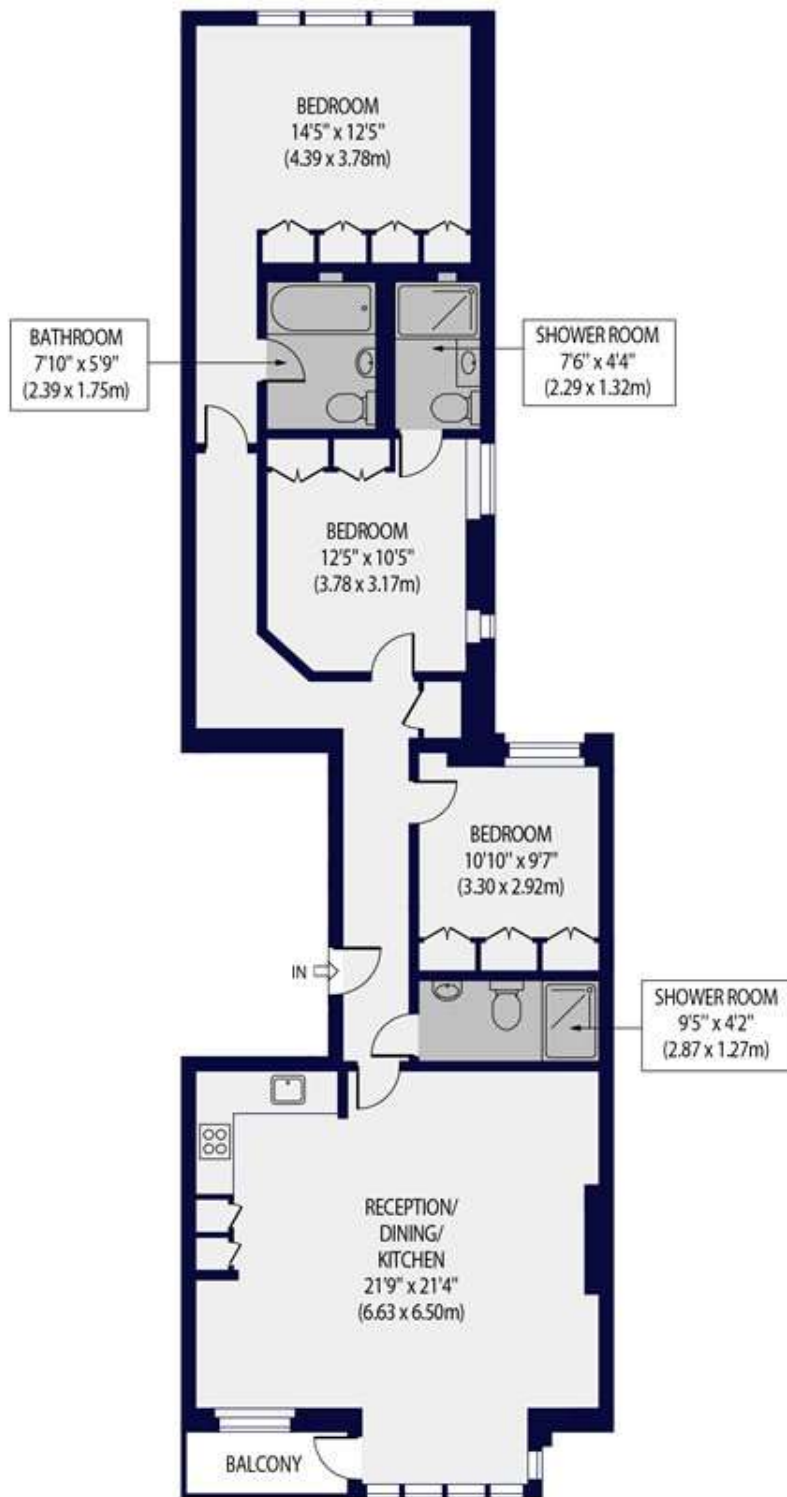 BEDROOM
14'5" x 12'5"
(4.39 x 3.78m)
BATHROOM
7'10" x 5'9"
(2.39 x 1.75m)
SHOWER ROOM
7'6" x 4'4"
(2.29 x 1.32m)
BEDROOM
12'5" x 10'5"
(3.78 x 3.17m)
BEDROOM
10'10" x 9'7"
(3.30 x 2.92m)
IN
SHOWER ROOM
9'5" x 4'2"
(2.87 x 1.27m)
RECEPTION/
DINING/
KITCHEN
21'9" x 21'4"
(6.63 x 6.50m)
BALCONY